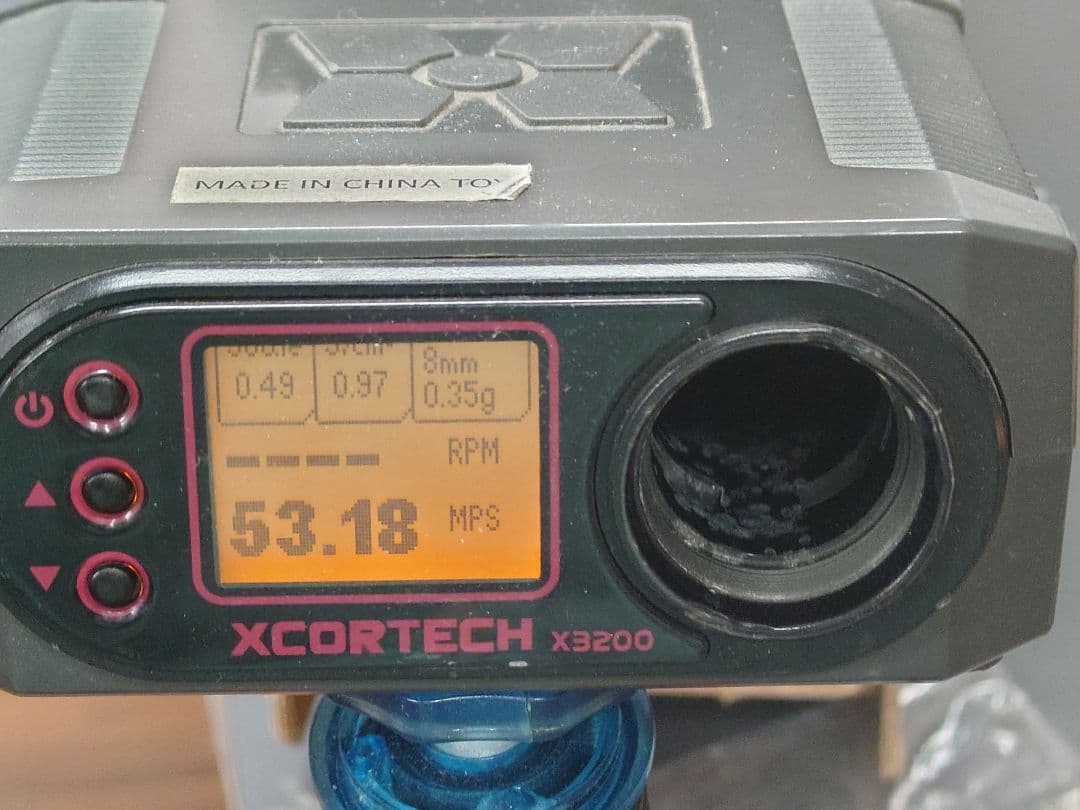 MADE IN CHINA TOY
0.49 0.97 8mm
0.35g
---- RPM
53.18 MPS
XCORTECH X3200